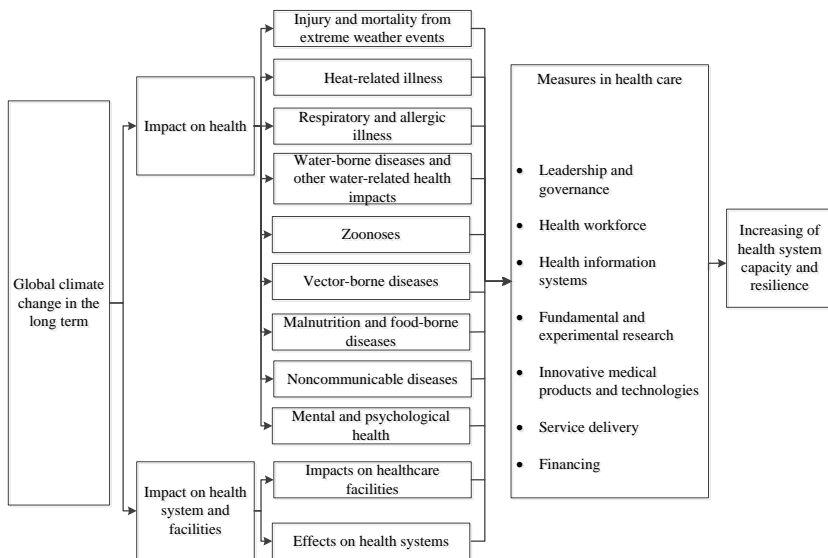 Global climate
change in the
long term
Impact on health
Impact on health
system and
facilities
Injury and mortality from
extreme weather events
Heat-related illness
Respiratory and allergic
illness
Water-borne diseases and
other water-related health
impacts
Zoonoses
Vector-borne diseases
Malnutrition and food-borne
diseases
Noncommunicable diseases
Mental and psychological
health
Impacts on healthcare
facilities
Effects on health systems
Measures in health care
• Leadership and
governance
• Health workforce
• Health information
systems
• Fundamental and
experimental research
• Innovative medical
products and technologies
• Service delivery
• Financing
Increasing of
health system
capacity and
resilience